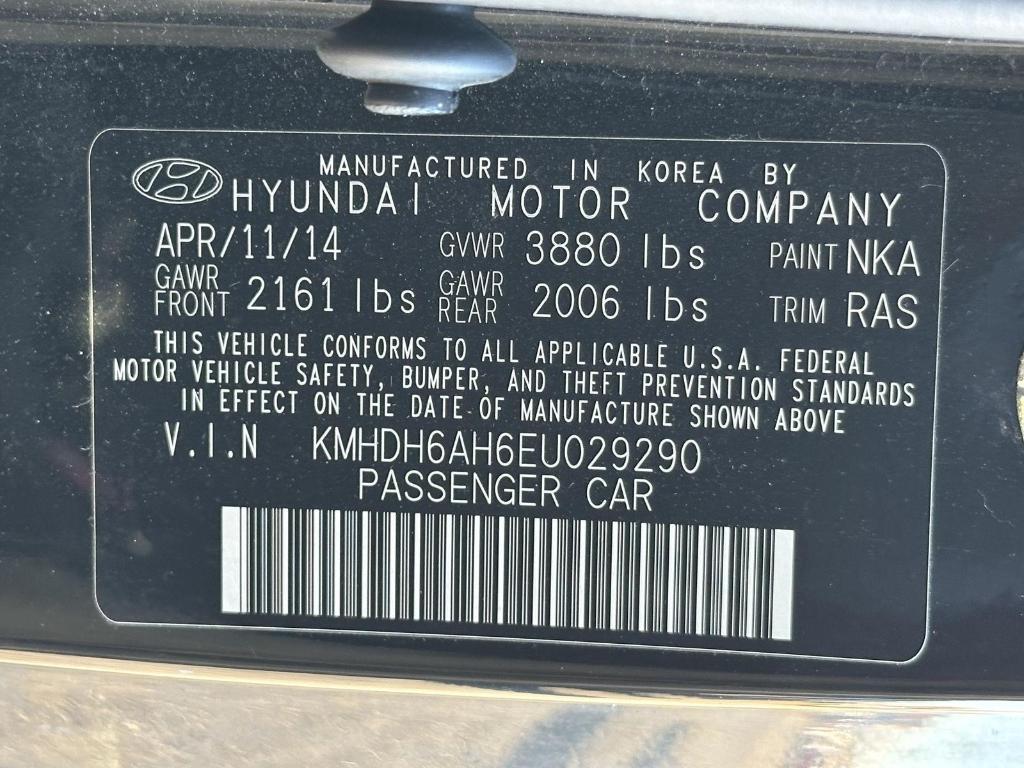 MANUFACTURED IN KOREA BY
HYUNDAI MOTOR COMPANY
APR/11/14 GVWR 3880 lbs PAINT NKA
GAWR FRONT 2161 lbs GAWR REAR 2006 lbs TRIM RAS
THIS VEHICLE CONFORMS TO ALL APPLICABLE U.S.A. FEDERAL
MOTOR VEHICLE SAFETY, BUMPER, AND THEFT PREVENTION STANDARDS
IN EFFECT ON THE DATE OF MANUFACTURE SHOWN ABOVE
V.I.N KMHDH6AH6EU029290
PASSENGER CAR